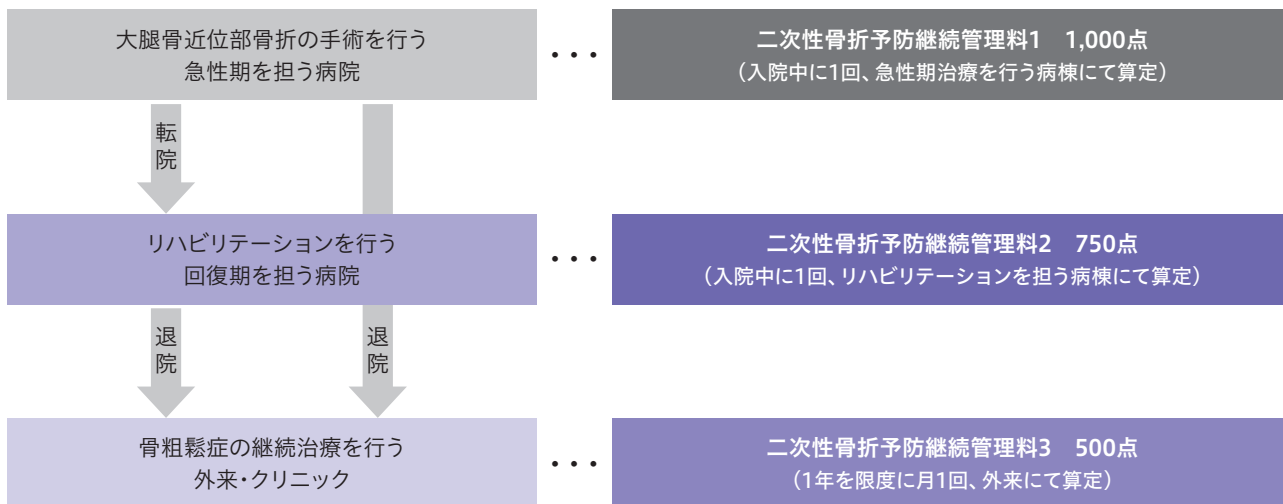 大腿骨近位部骨折の手術を行う
急性期を担う病院
・・・
二次性骨折予防継続管理料1　1,000点
（入院中に1回、急性期治療を行う病棟にて算定）
転院
リハビリテーションを行う
回復期を担う病院
・・・
二次性骨折予防継続管理料2　750点
（入院中に1回、リハビリテーションを担う病棟にて算定）
退院
退院
骨粗鬆症の継続治療を行う
外来・クリニック
・・・
二次性骨折予防継続管理料3　500点
（1年を限度に月1回、外来にて算定）